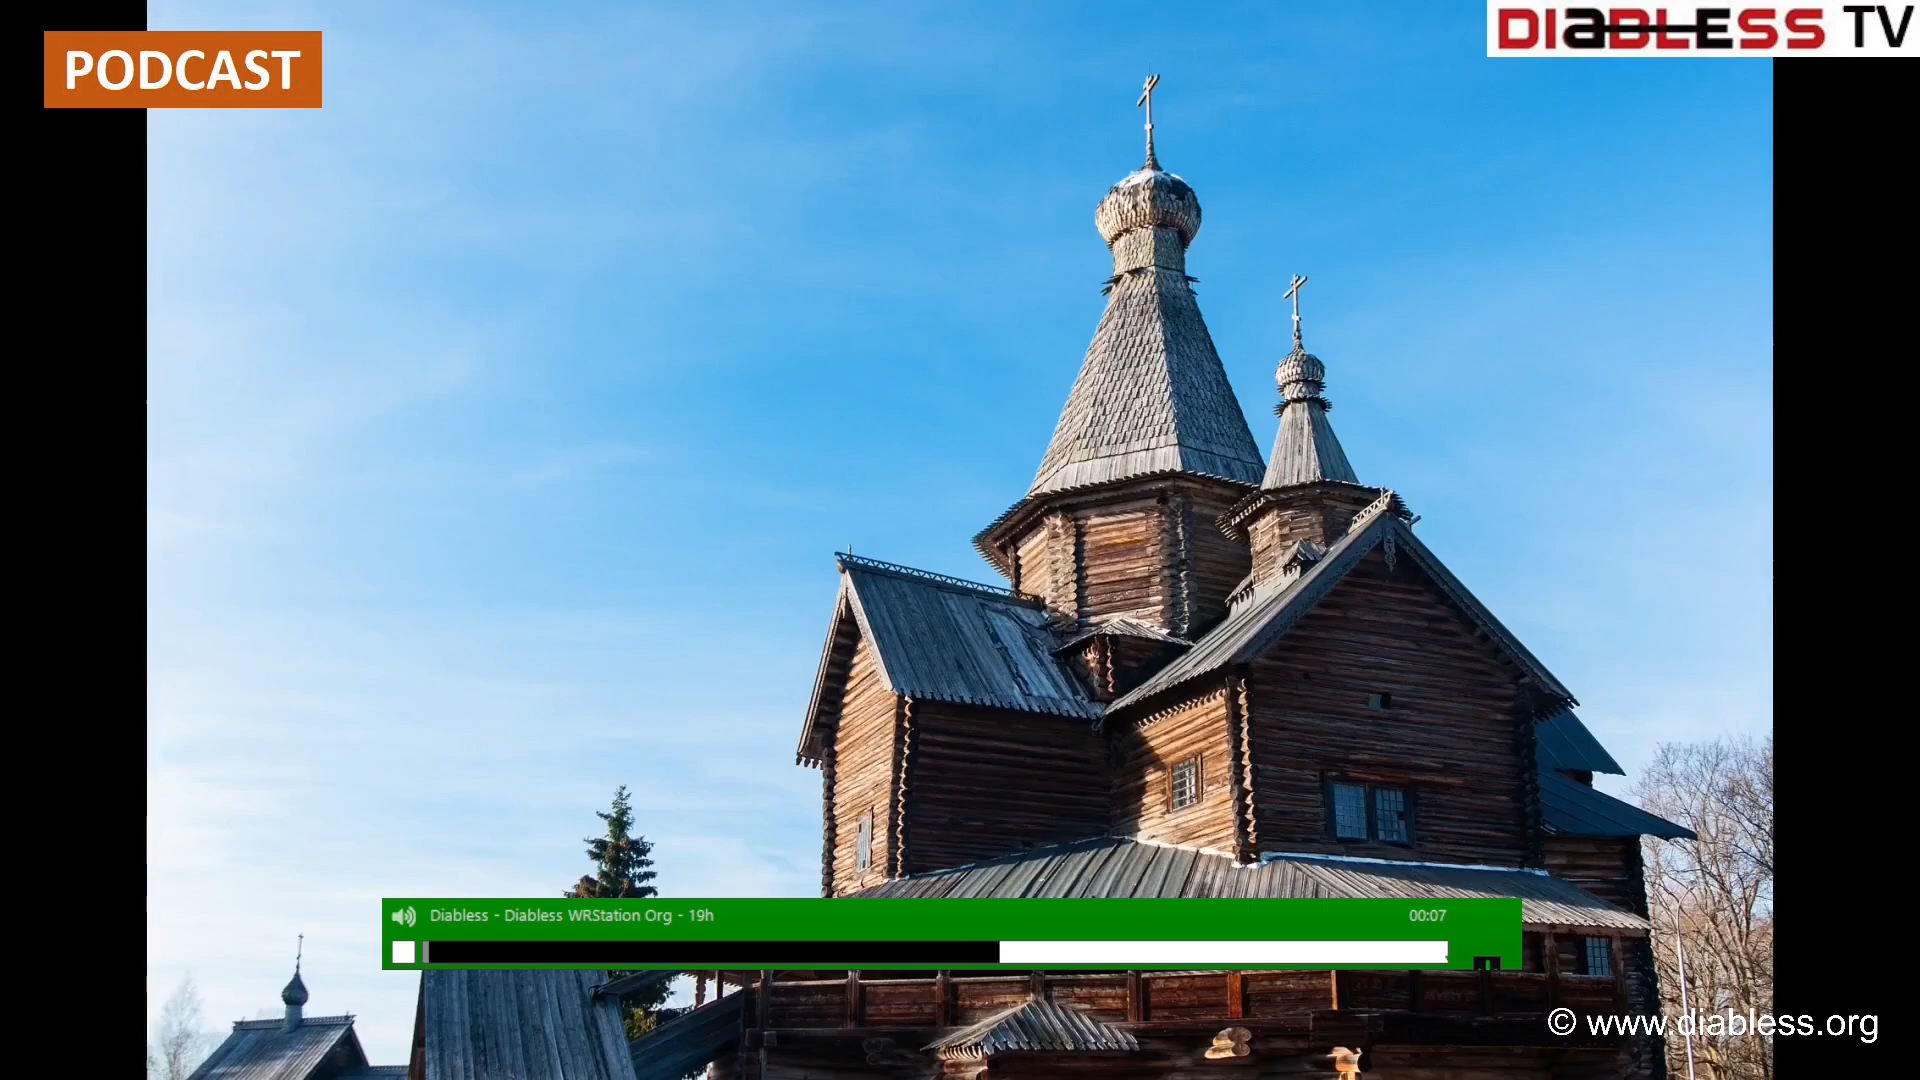 DIaBLESS TV
PODCAST
Diabless - Diabless WRStation Org - 19h
00:07
© www.diabless.org